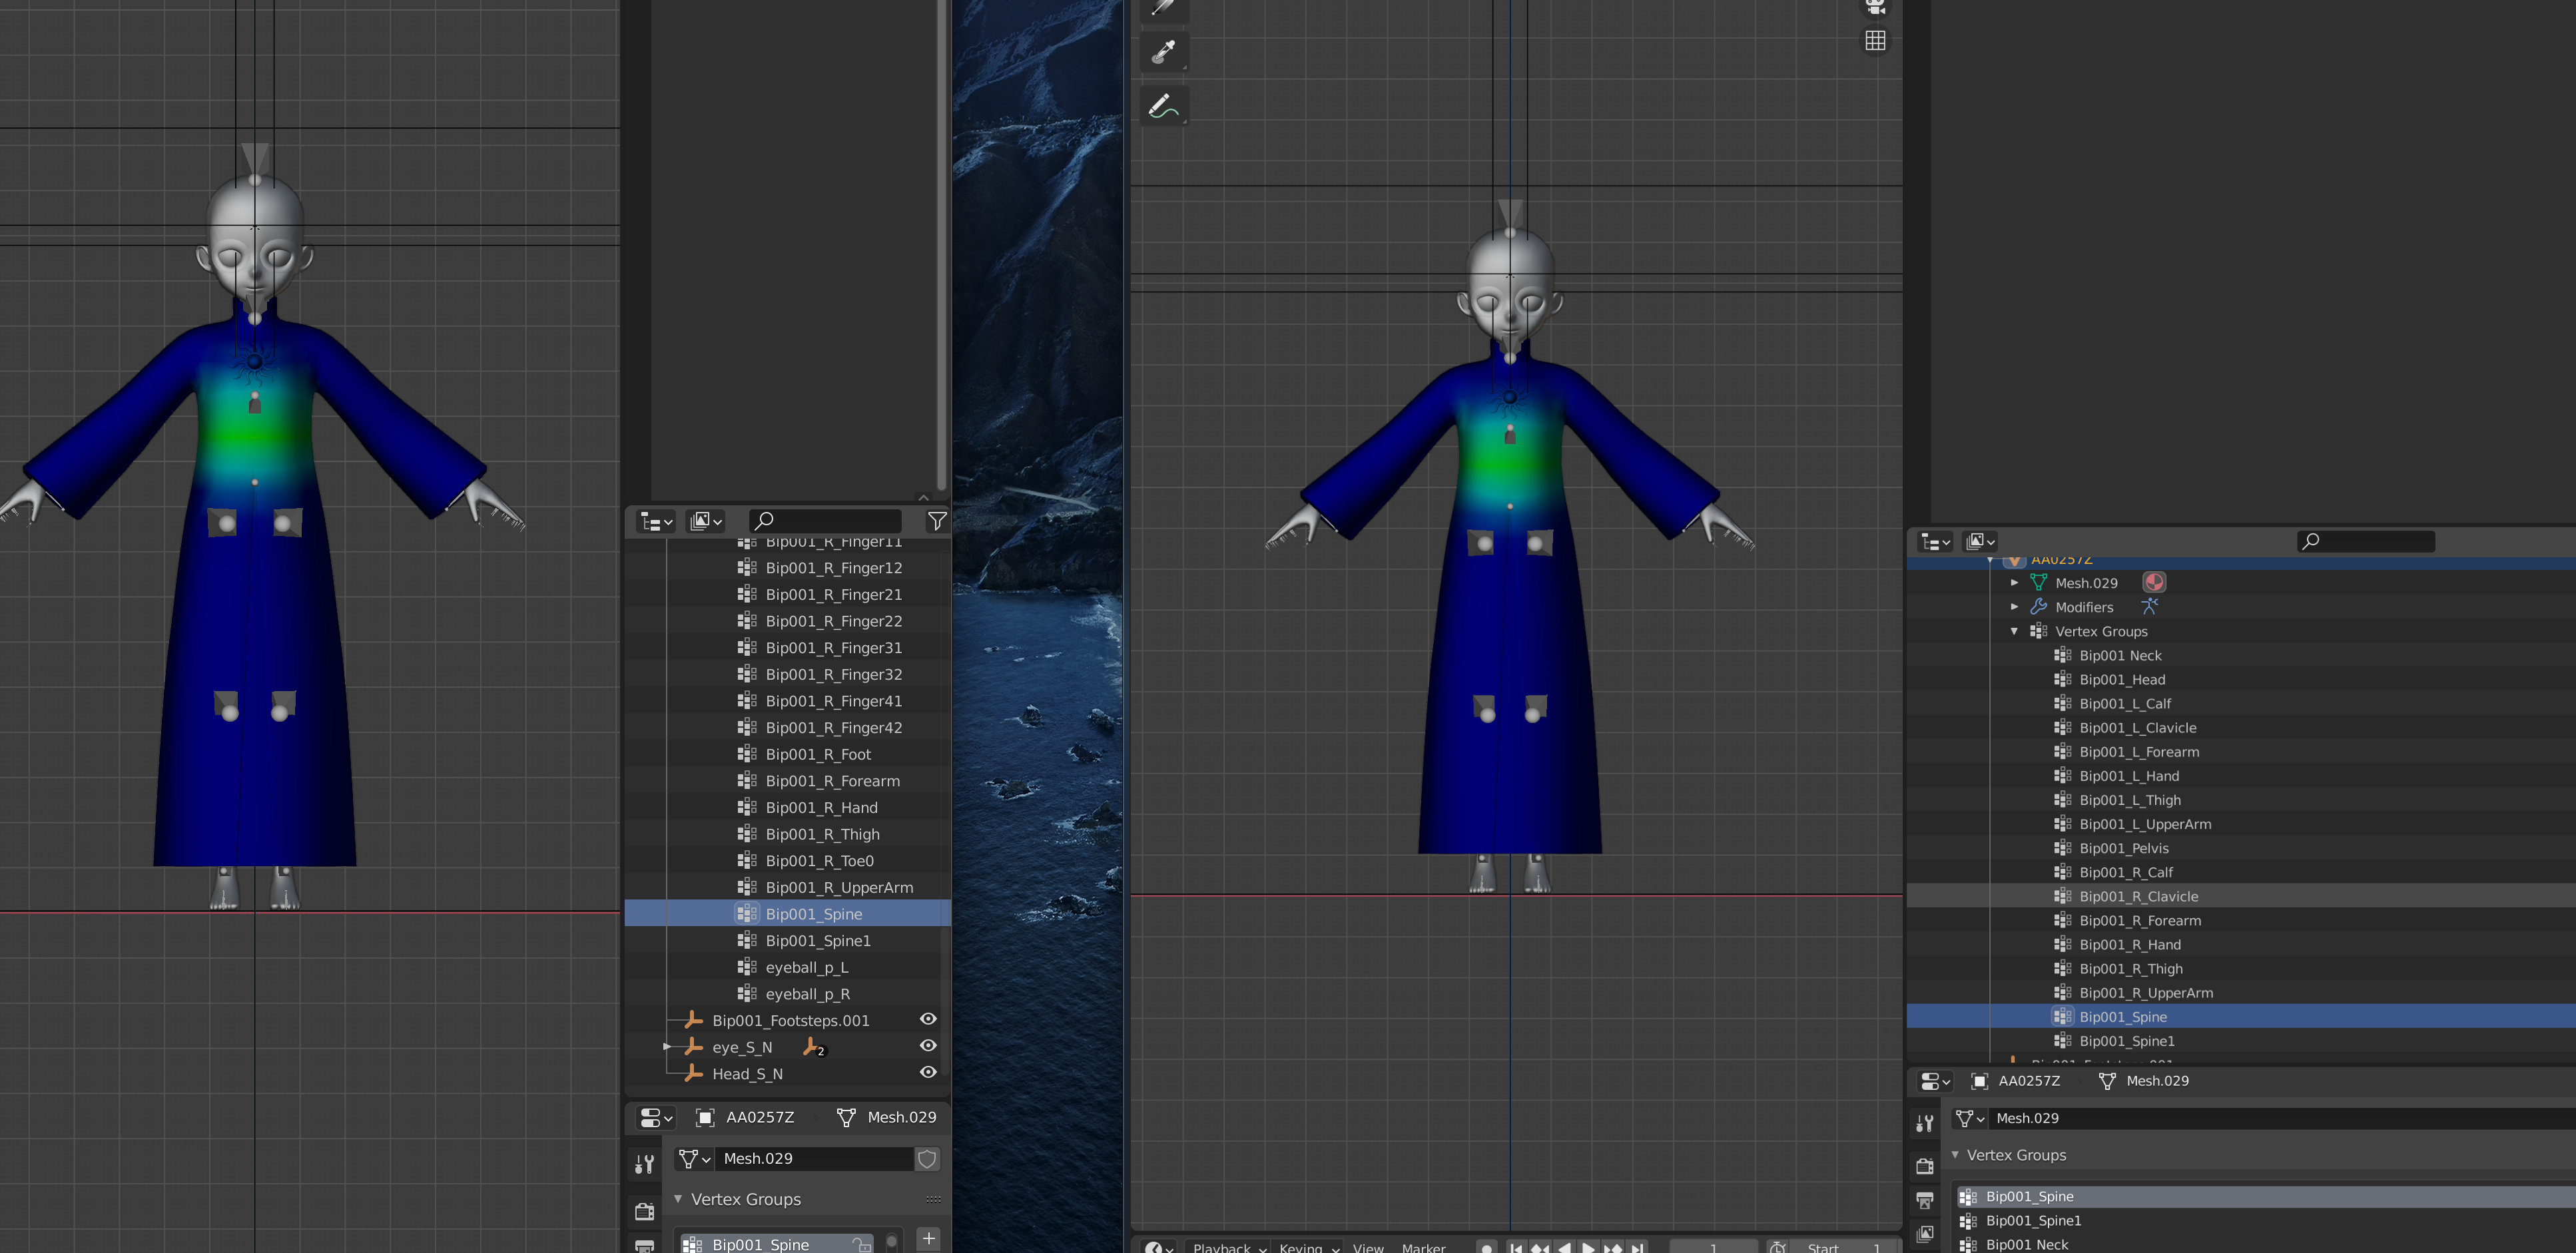 Bip001_R_Finger11
Bip001_R_Finger12
Bip001_R_Finger21
Bip001_R_Finger22
Bip001_R_Finger31
Bip001_R_Finger32
Bip001_R_Finger41
Bip001_R_Finger42
Bip001_R_Foot
Bip001_R_Forearm
Bip001_R_Hand
Bip001_R_Thigh
Bip001_R_Toe0
Bip001_R_UpperArm
Bip001_Spine
Bip001_Spine1
eyeball_p_L
eyeball_p_R
Bip001_Footsteps.001
eye_S_N 2
Head_S_N
AA0257Z Mesh.029
Mesh.029
Vertex Groups
Bip001_Spine
Playback Keying View Marker 1 Start 1
AA0257Z
Mesh.029
Modifiers
Vertex Groups
Bip001 Neck
Bip001_Head
Bip001_L_Calf
Bip001_L_Clavicle
Bip001_L_Forearm
Bip001_L_Hand
Bip001_L_Thigh
Bip001_L_UpperArm
Bip001_Pelvis
Bip001_R_Calf
Bip001_R_Clavicle
Bip001_R_Forearm
Bip001_R_Hand
Bip001_R_Thigh
Bip001_R_UpperArm
Bip001_Spine
Bip001_Spine1
AA0257Z Mesh.029
Mesh.029
Vertex Groups
Bip001_Spine
Bip001_Spine1
Bip001 Neck